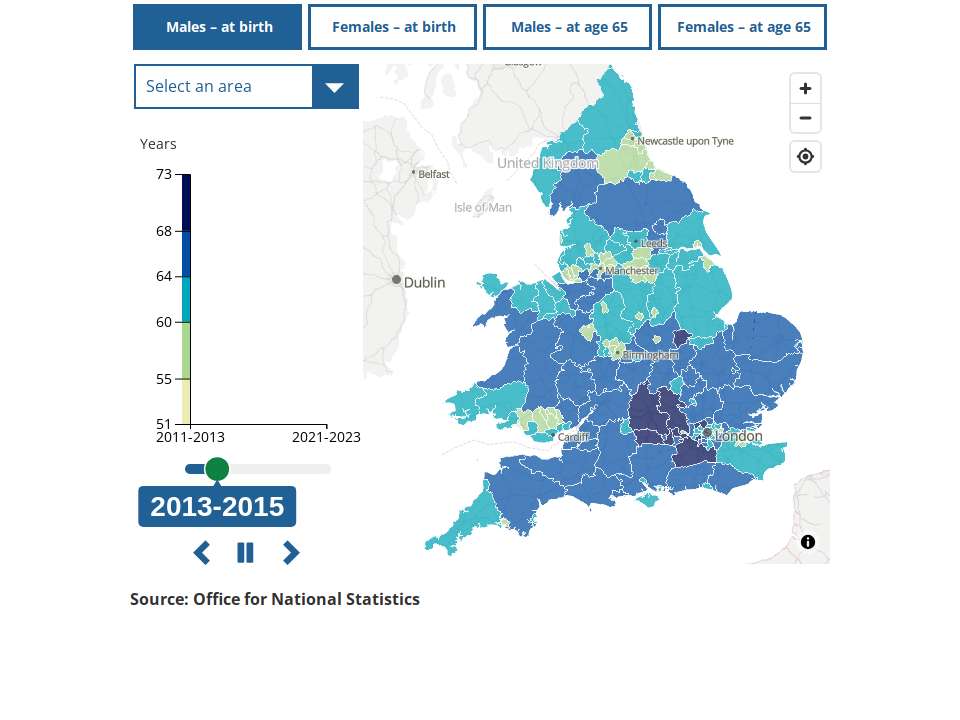 Males – at birth
Females – at birth
Males – at age 65
Females – at age 65
Select an area
Glasgow
Years
73
68
64
60
55
51
2011-2013
2021-2023
Newcastle upon Tyne
United Kingdom
Belfast
Isle of Man
Leeds
Manchester
Dublin
Birmingham
Cardiff
London
2013-2015
Source: Office for National Statistics